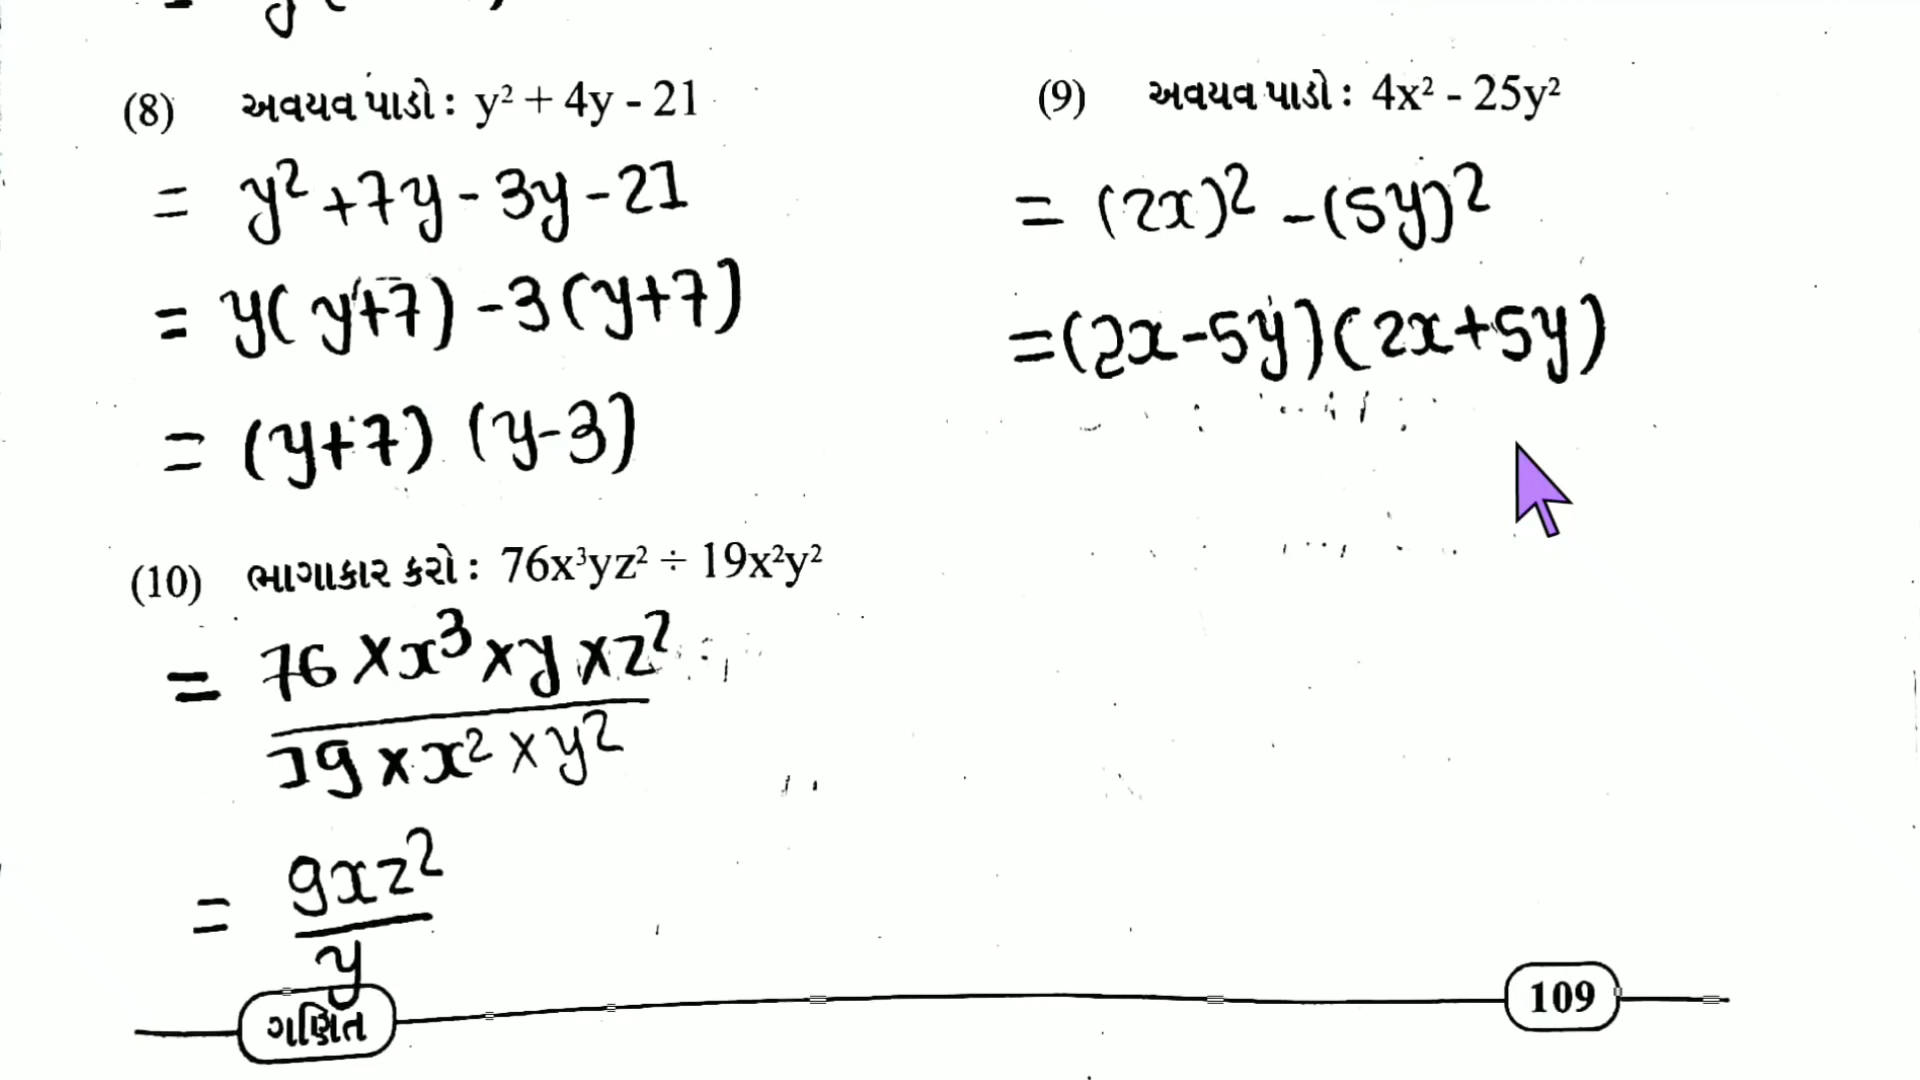 (8) અવયવ પાડો : y² + 4y - 21
= y² +7y - 3y - 21
= y( y+7) - 3 (y+7)
= (y+7) (y-3)
(9) અવયવ પાડો : 4x² - 25y²
= (2x)² - (5y)²
=(2x-5y)(2x+5y)
(10) ભાગાકાર કરો : 76x³yz² ÷ 19x²y²
= 76 × x³ × y × z²
19 × x² × y²
= 9xz²
y
ગણિત
109